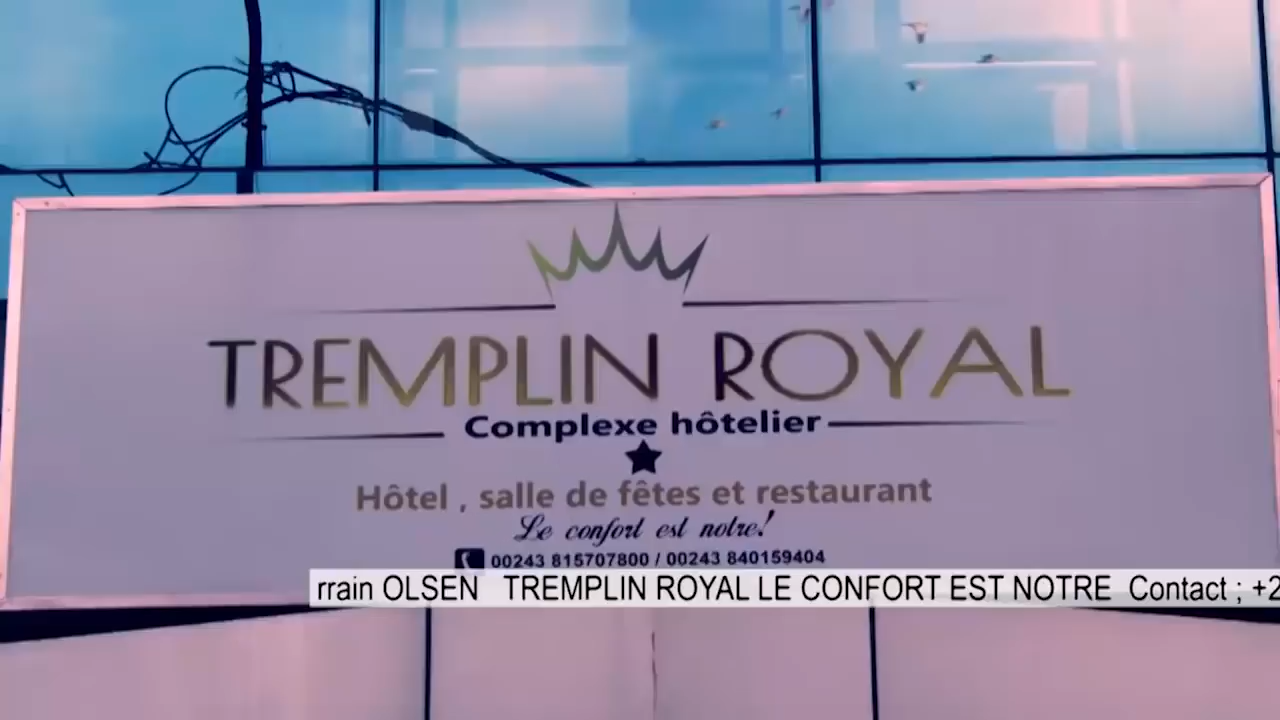 TREMPLIN ROYAL
Complexe hôtelier
Hôtel , salle de fêtes et restaurant
Le confort est notre!
00243 815707800 / 00243 840159404
rrain OLSEN TREMPLIN ROYAL LE CONFORT EST NOTRE Contact ; +2